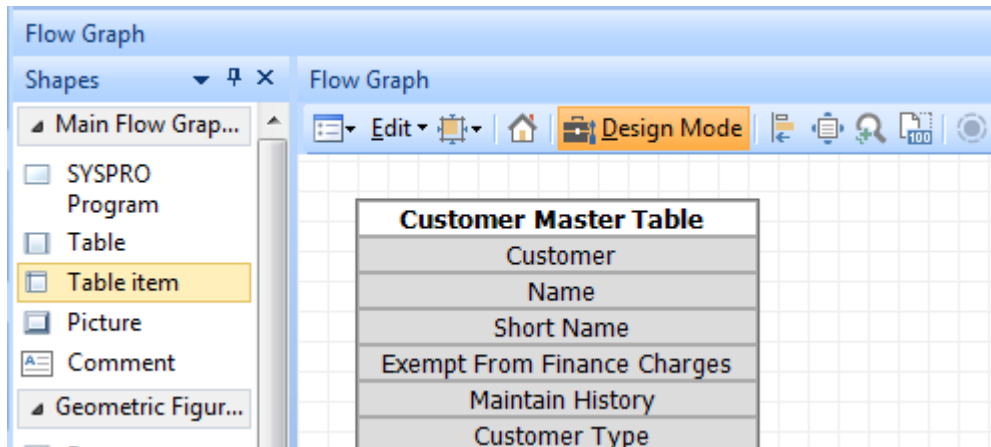 Flow Graph
Shapes
Main Flow Grap...
SYSPRO
Program
Table
Table item
Picture
Comment
Geometric Figur...
Flow Graph
Edit
Design Mode
100
Customer Master Table
Customer
Name
Short Name
Exempt From Finance Charges
Maintain History
Customer Type